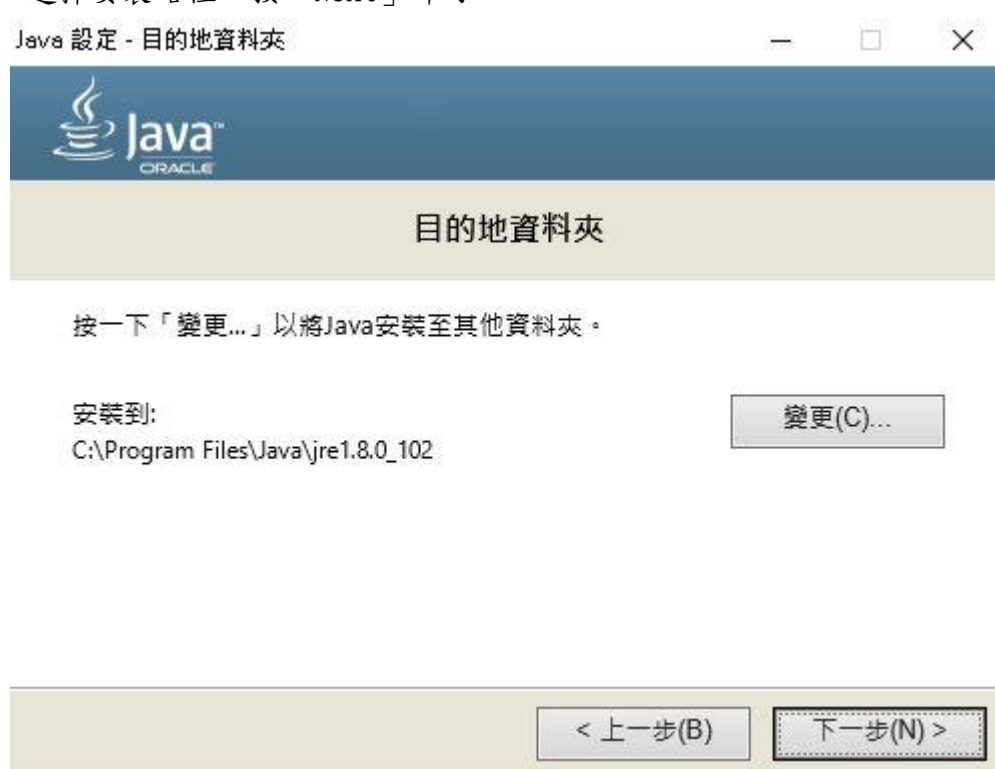 Java 設定 - 目的地資料夾
Java™
ORACLE
目的地資料夾
按一下「變更...」以將Java安裝至其他資料夾。
安裝到:
變更(C)...
C:\Program Files\Java\jre1.8.0_102
< 上一步(B)
下一步(N) >